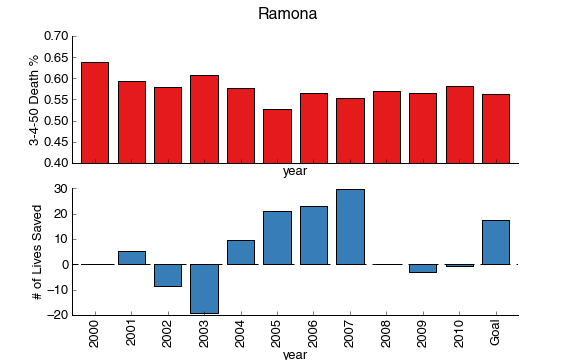 Ramona
0.70
0.65
0.60
0.55
0.50
0.45
0.40
3-4-50 Death %
year
30
20
10
0
−10
−20
# of Lives Saved
2000 2001 2002 2003 2004 2005 2006 2007 2008 2009 2010 Goal
year